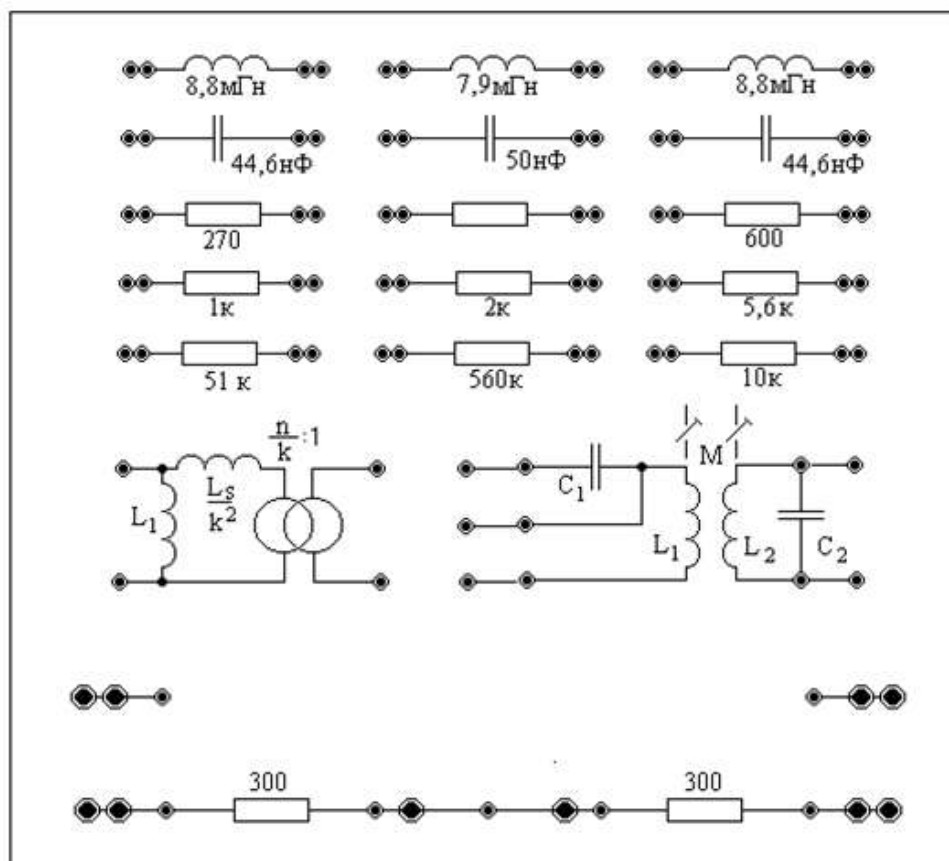 8,8мГн 7,9мГн 8,8мГн
44,6нФ 50нФ 44,6нФ
270 600
1к 2к 5,6к
51 к 560к 10к
n/k :1
M
L1 LS/k² C1 L1 L2 C2
300 300